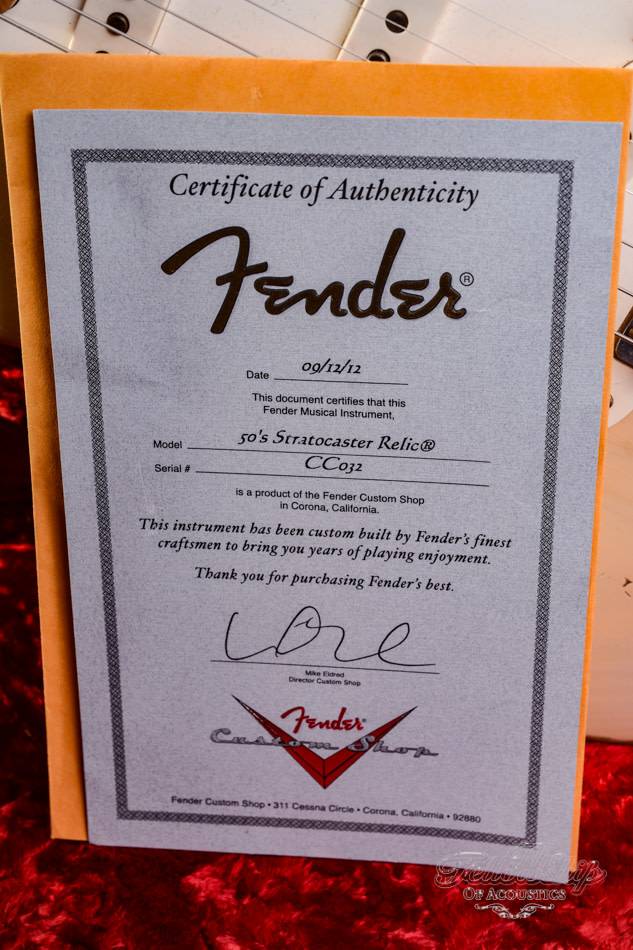 Certificate of Authenticity
Fender®
Date 09/12/12
This document certifies that this
Fender Musical Instrument,
Model 50's Stratocaster Relic®
Serial # CC032
is a product of the Fender Custom Shop
in Corona, California.
This instrument has been custom built by Fender's finest
craftsmen to bring you years of playing enjoyment.
Thank you for purchasing Fender's best.
Mike Eldred
Director Custom Shop
Fender®
Custom Shop
Fender Custom Shop • 311 Cessna Circle • Corona, California • 92880
Fellowship
OF ACOUSTICS